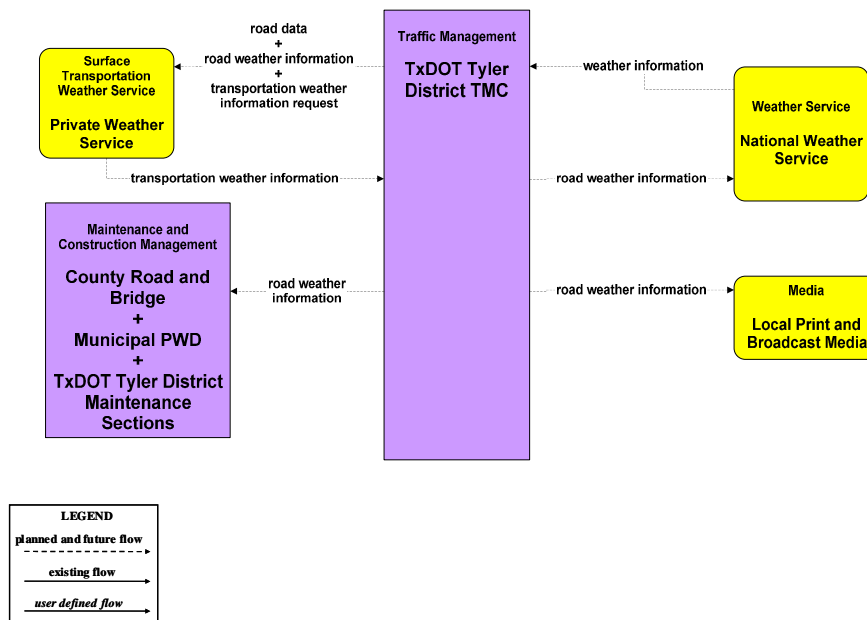 road data
+
road weather information
+
transportation weather
information request
Traffic Management
TxDOT Tyler
District TMC
weather information
Surface
Transportation
Weather Service
Private Weather
Service
Weather Service
National Weather
Service
transportation weather information
road weather information
Maintenance and
Construction Management
County Road and
Bridge
+
Municipal PWD
+
TxDOT Tyler District
Maintenance
Sections
road weather
information
road weather information
Media
Local Print and
Broadcast Media
LEGEND
planned and future flow
existing flow
user defined flow